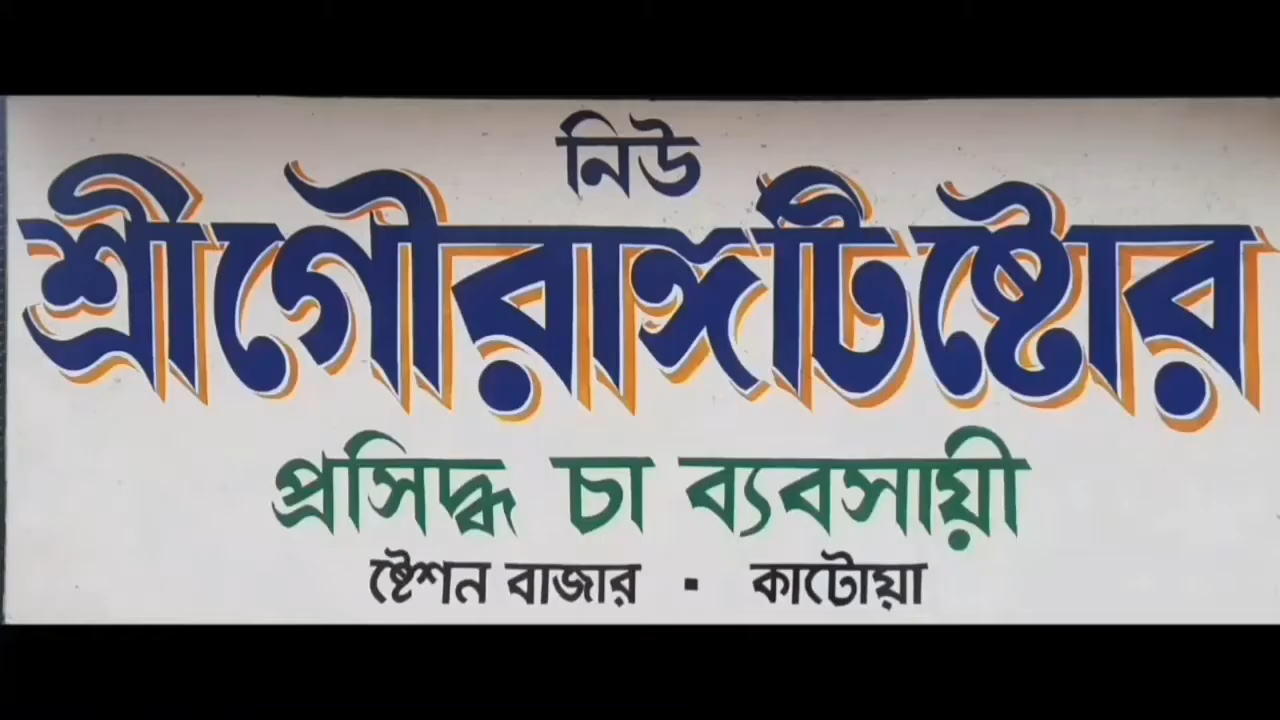 নিউ
শ্রীগৌরাঙ্গটিষ্টোর
প্রসিদ্ধ চা ব্যবসায়ী
ষ্টেশন বাজার ▪ কাটোয়া